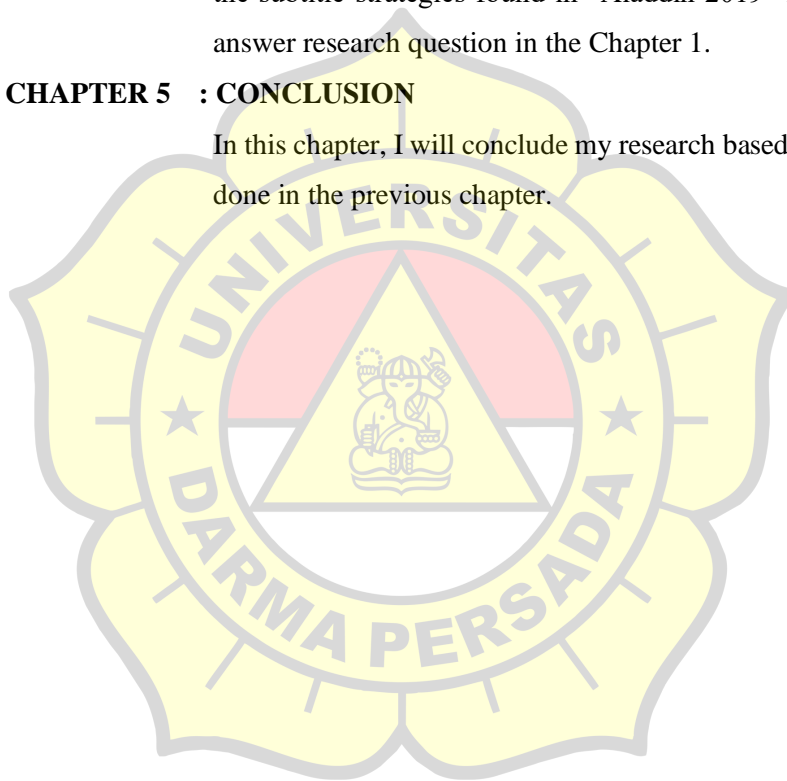 the subtitle strategies found in "Aladdin 2019"
answer research question in the Chapter 1.
CHAPTER 5 : CONCLUSION
In this chapter, I will conclude my research based
done in the previous chapter.
UNIVERSITAS
DARMA PERSADA